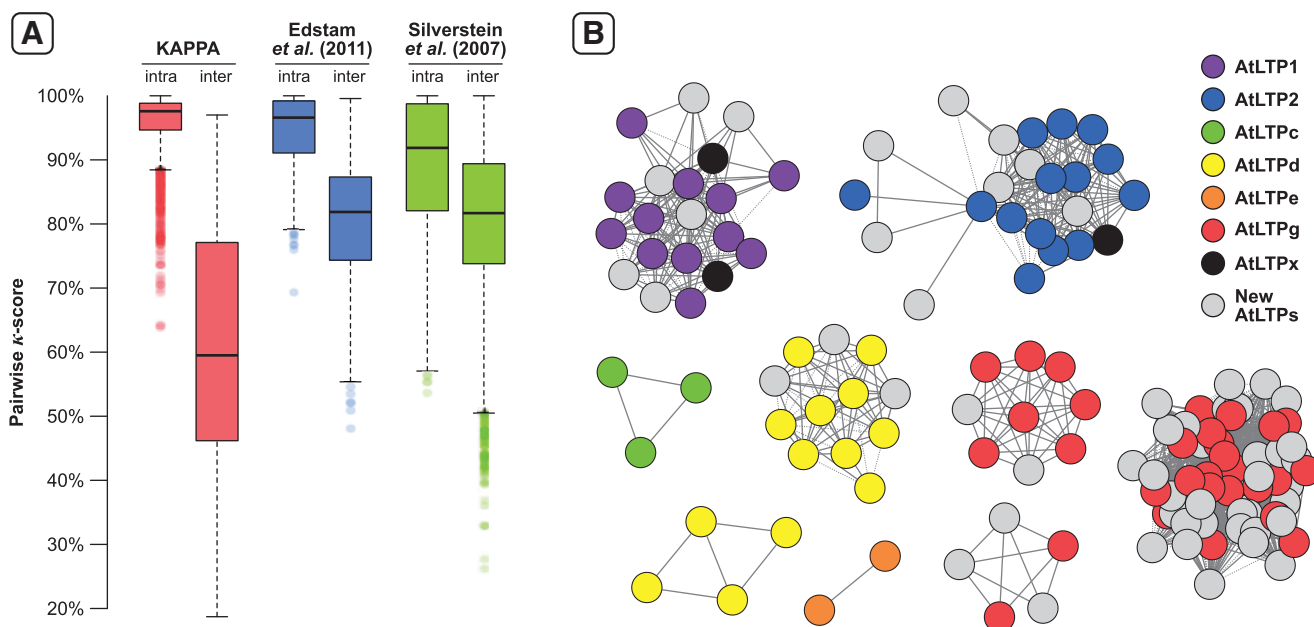 A
B
KAPPA
Edstam
et al. (2011)
Silverstein
et al. (2007)
intra
inter
intra
inter
intra
inter
Pairwise κ-score
100%
90%
80%
70%
60%
50%
40%
30%
20%
AtLTP1
AtLTP2
AtLTPc
AtLTPd
AtLTPe
AtLTPg
AtLTPx
New
AtLTPs